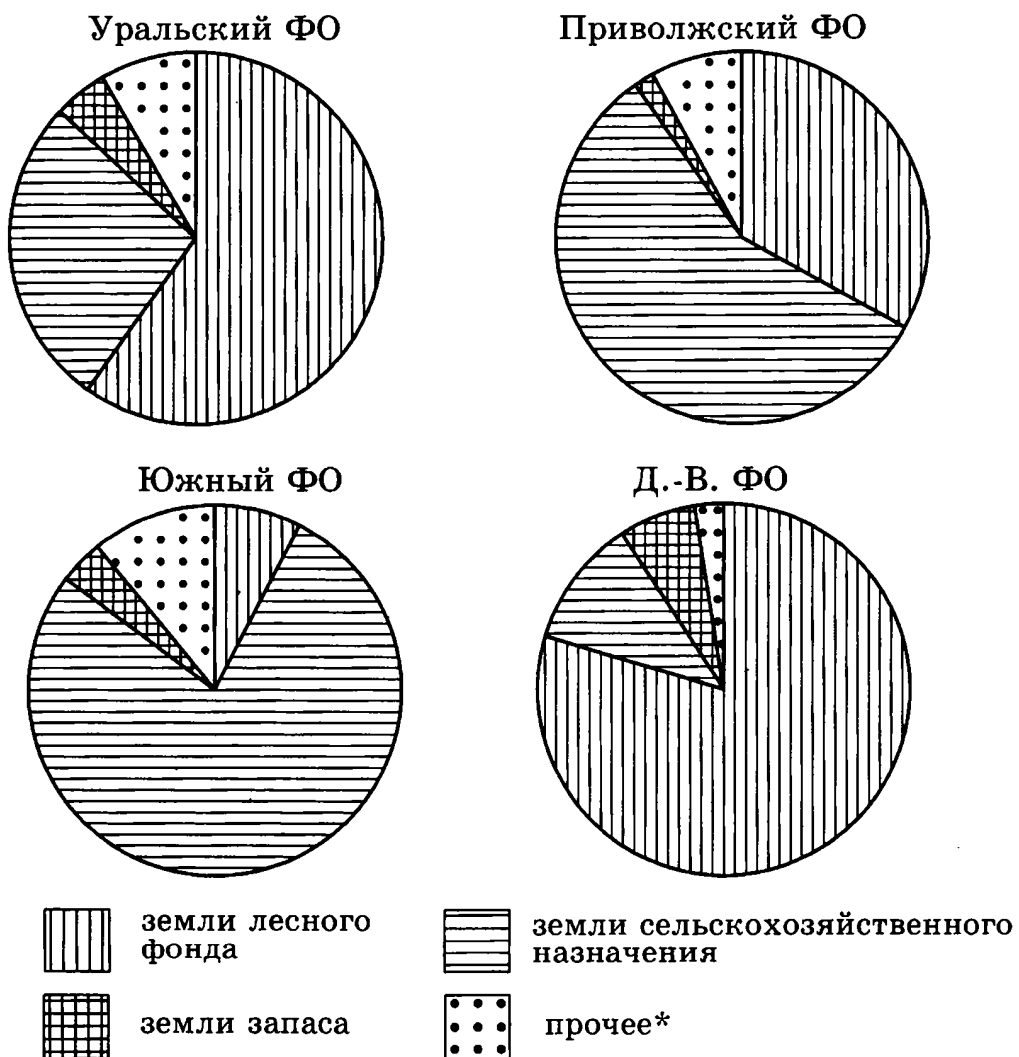 Уральский ФО
Приволжский ФО
Южный ФО
Д.-В. ФО
земли лесного
фонда
земли сельскохозяйственного
назначения
земли запаса
прочее*